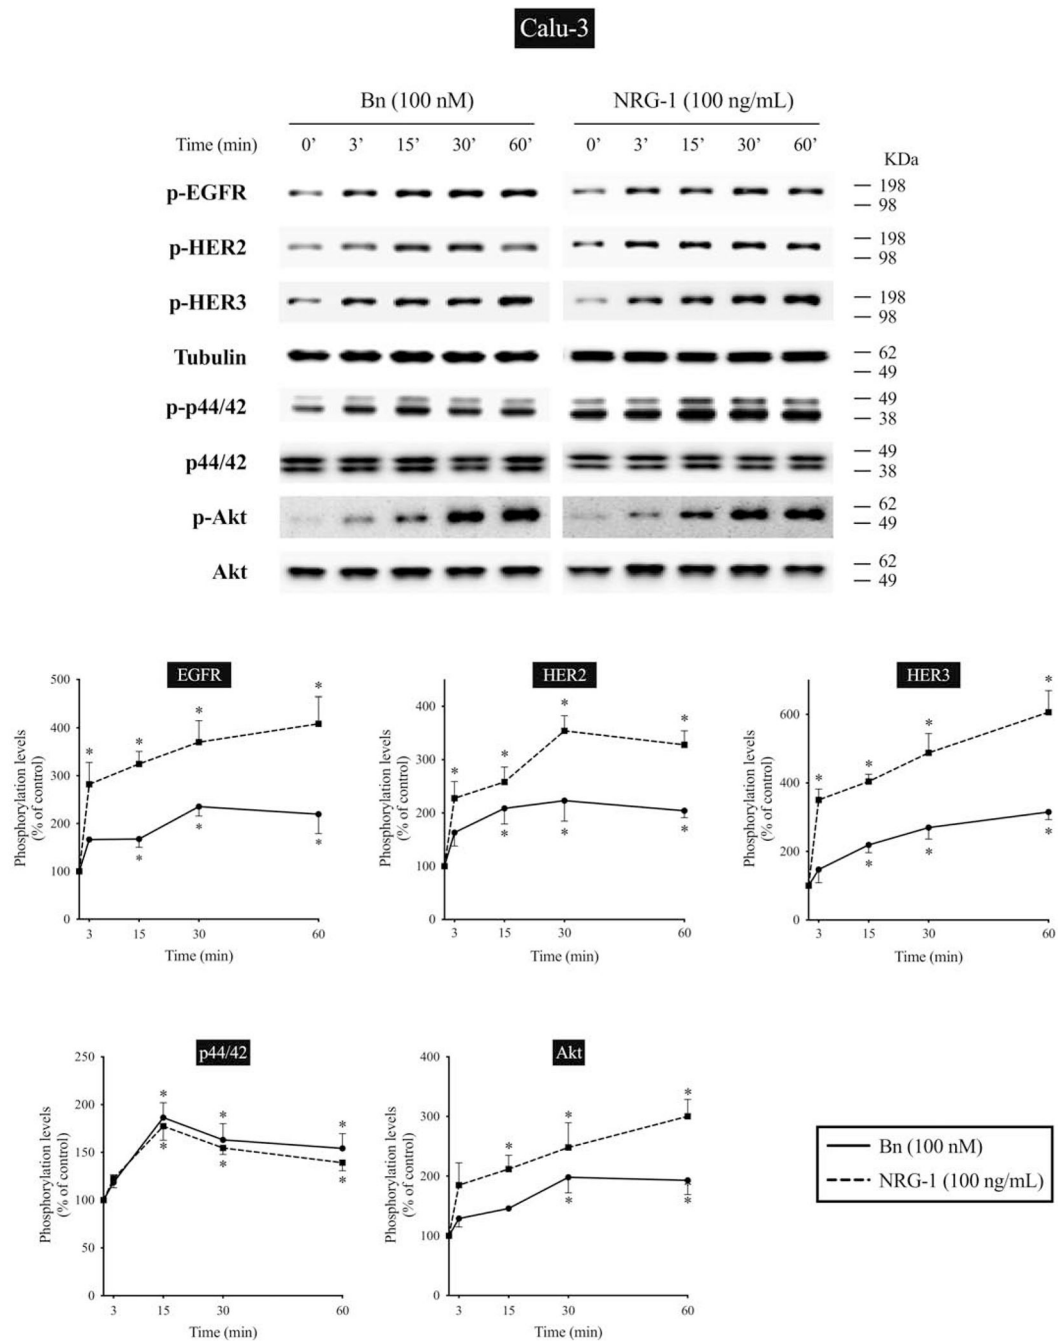 Calu-3
Bn (100 nM) NRG-1 (100 ng/mL)
Time (min) 0’ 3’ 15’ 30’ 60’ 0’ 3’ 15’ 30’ 60’
KDa
p-EGFR
198
98
p-HER2
198
98
p-HER3
198
98
Tubulin
62
49
p-p44/42
49
38
p44/42
49
38
p-Akt
62
49
Akt
62
49
EGFR
Phosphorylation levels
(% of control)
500
400
300
200
100
0
* * * *
* * *
3 15 30 60
Time (min)
HER2
Phosphorylation levels
(% of control)
400
300
200
100
0
* * * *
* * *
3 15 30 60
Time (min)
HER3
Phosphorylation levels
(% of control)
600
400
200
0
* * * *
* * *
3 15 30 60
Time (min)
p44/42
Phosphorylation levels
(% of control)
250
200
150
100
50
0
* * *
* * *
3 15 30 60
Time (min)
Akt
Phosphorylation levels
(% of control)
400
300
200
100
0
* * *
* *
3 15 30 60
Time (min)
Bn (100 nM)
NRG-1 (100 ng/mL)